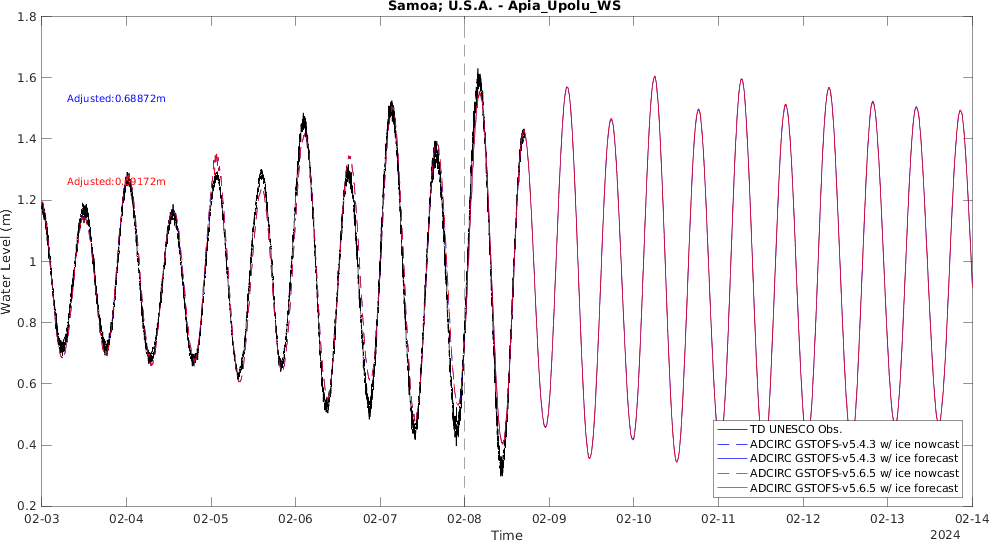 Samoa; U.S.A. - Apia_Upolu_WS
1.8
1.6
1.4
1.2
1
0.8
0.6
0.4
0.2
Water Level (m)
Adjusted:0.68872m
TD UNESCO Obs.
ADCIRC GSTOFS-v5.4.3 w/ ice nowcast
ADCIRC GSTOFS-v5.4.3 w/ ice forecast
ADCIRC GSTOFS-v5.6.5 w/ ice nowcast
ADCIRC GSTOFS-v5.6.5 w/ ice forecast
02-03 02-04 02-05 02-06 02-07 02-08 02-09 02-10 02-11 02-12 02-13 02-14
Time
2024